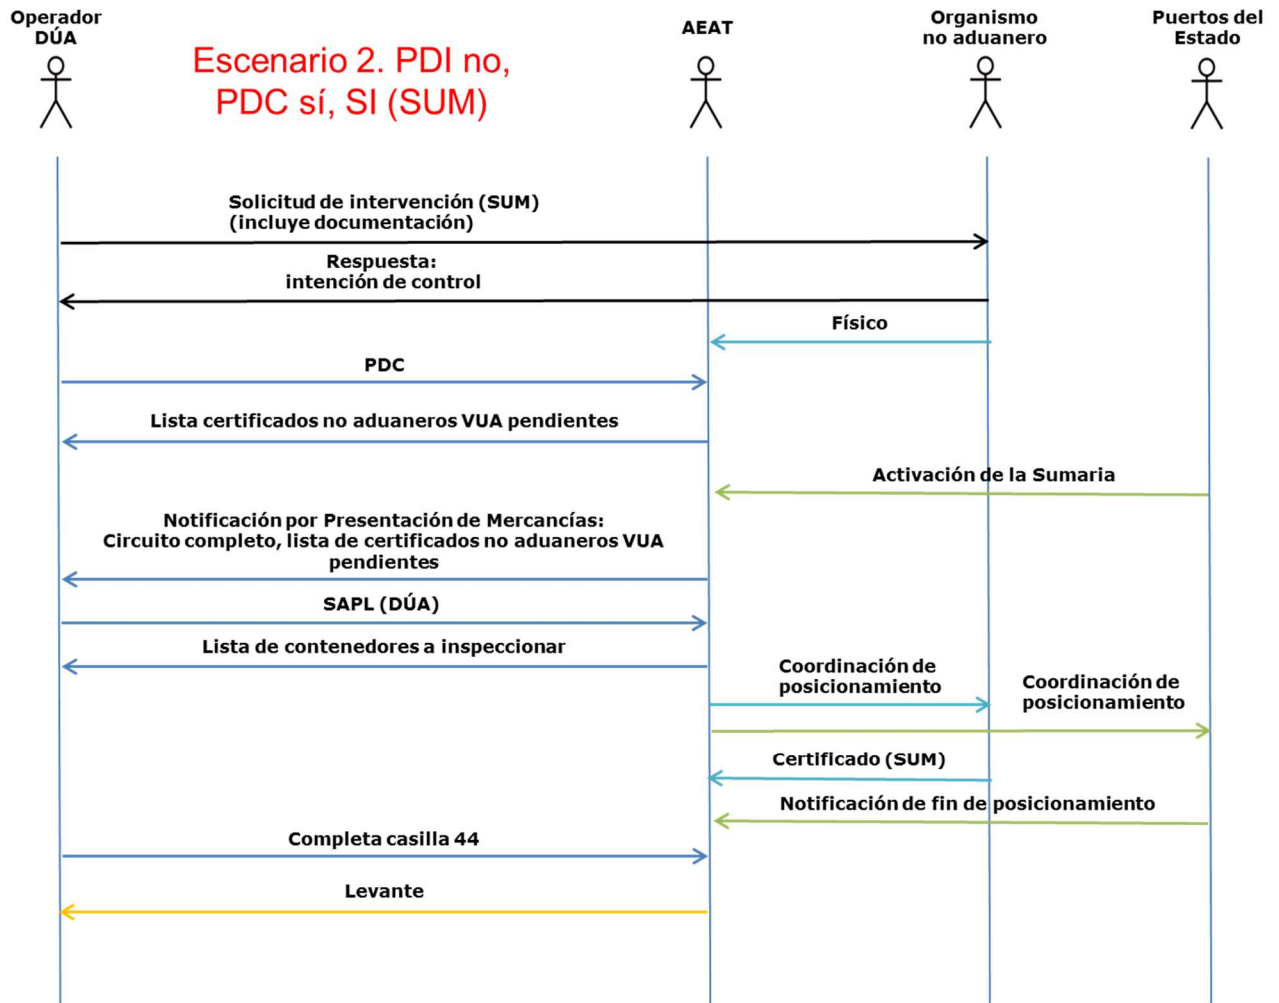 Operador
DÚA
AEAT
Organismo
no aduanero
Puertos del
Estado
Escenario 2. PDI no,
PDC sí, SI (SUM)
Solicitud de intervención (SUM)
(incluye documentación)
Respuesta:
intención de control
Físico
PDC
Lista certificados no aduaneros VUA pendientes
Activación de la Sumaria
Notificación por Presentación de Mercancías:
Circuito completo, lista de certificados no aduaneros VUA
pendientes
SAPL (DÚA)
Lista de contenedores a inspeccionar
Coordinación de
posicionamiento
Coordinación de
posicionamiento
Certificado (SUM)
Notificación de fin de posicionamiento
Completa casilla 44
Levante